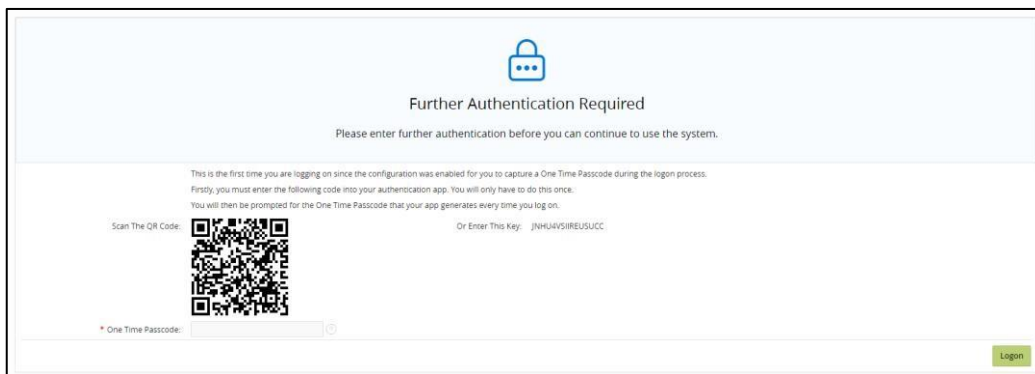 Further Authentication Required
Please enter further authentication before you can continue to use the system.
This is the first time you are logging on since the configuration was enabled for you to capture a One Time Passcode during the logon process.
Firstly, you must enter the following code into your authentication app. You will only have to do this once.
You will then be prompted for the One Time Passcode that your app generates every time you log on.
Scan The QR Code: Or Enter This Key: JNHU4VSIIREUSUCC
* One Time Passcode: ?
Logon